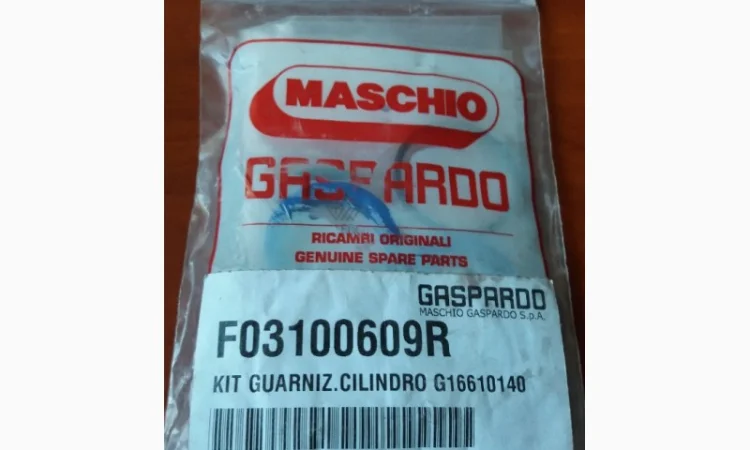 MASCHIO
GASPARDO
RICAMBI ORIGINALI
GENUINE SPARE PARTS
GASPARDO
MASCHIO GASPARDO S.p.A.
F03100609R
KIT GUARNIZ.CILINDRO G16610140